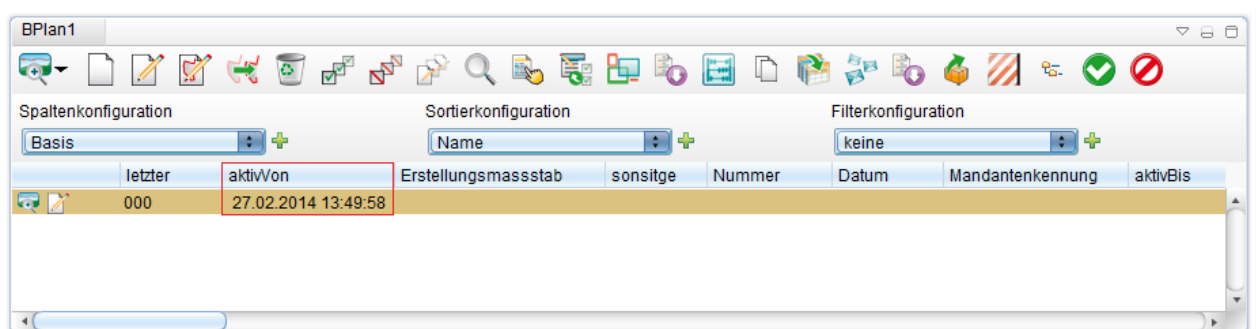 BPlan1
Spaltenkonfiguration Sortierkonfiguration Filterkonfiguration
Basis Name keine
letzter aktivVon Erstellungsmassstab sonsitge Nummer Datum Mandantenkennung aktivBis
000 27.02.2014 13:49:58